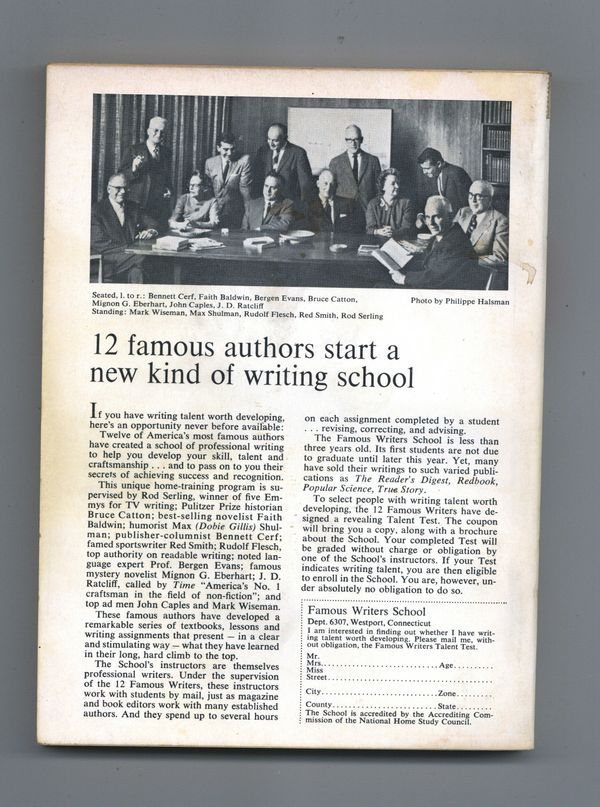 Seated, l. to r.: Bennett Cerf, Faith Baldwin, Bergen Evans, Bruce Catton,
Mignon G. Eberhart, John Caples, J. D. Ratcliff
Standing: Mark Wiseman, Max Shulman, Rudolf Flesch, Red Smith, Rod Serling
Photo by Philippe Halsman
12 famous authors start a
new kind of writing school
If you have writing talent worth developing,
here's an opportunity never before available:
Twelve of America's most famous authors
have created a school of professional writing
to help you develop your skill, talent and
craftsmanship . . . and to pass on to you their
secrets of achieving success and recognition.
This unique home-training program is su-
pervised by Rod Serling, winner of five Em-
mys for TV writing; Pulitzer Prize historian
Bruce Catton; best-selling novelist Faith
Baldwin; humorist Max (Dobie Gillis) Shul-
man; publisher-columnist Bennett Cerf;
famed sportswriter Red Smith; Rudolf Flesch,
top authority on readable writing; noted lan-
guage expert Prof. Bergen Evans; famous
mystery novelist Mignon G. Eberhart; J. D.
Ratcliff, called by Time "America's No. 1
craftsman in the field of non-fiction"; and
top ad men John Caples and Mark Wiseman.
These famous authors have developed a
remarkable series of textbooks, lessons and
writing assignments that present — in a clear
and stimulating way — what they have learned
in their long, hard climb to the top.
The School's instructors are themselves
professional writers. Under the supervision
of the 12 Famous Writers, these instructors
work with students by mail, just as magazine
and book editors work with many established
authors. And they spend up to several hours
on each assignment completed by a student
. . . revising, correcting, and advising.
The Famous Writers School is less than
three years old. Its first students are not due
to graduate until later this year. Yet, many
have sold their writings to such varied publi-
cations as The Reader's Digest, Redbook,
Popular Science, True Story.
To select people with writing talent worth
developing, the 12 Famous Writers have de-
signed a revealing Talent Test. The coupon
will bring you a copy, along with a brochure
about the School. Your completed Test will
be graded without charge or obligation by
one of the School's instructors. If your Test
indicates writing talent, you are then eligible
to enroll in the School. You are, however, un-
der absolutely no obligation to do so.
Famous Writers School
Dept. 6307, Westport, Connecticut
I am interested in finding out whether I have writ-
ing talent worth developing. Please mail me, with-
out obligation, the Famous Writers Talent Test.
Mr.
Mrs. Age
Miss
Street
City Zone
County State
The School is accredited by the Accrediting Com-
mission of the National Home Study Council.